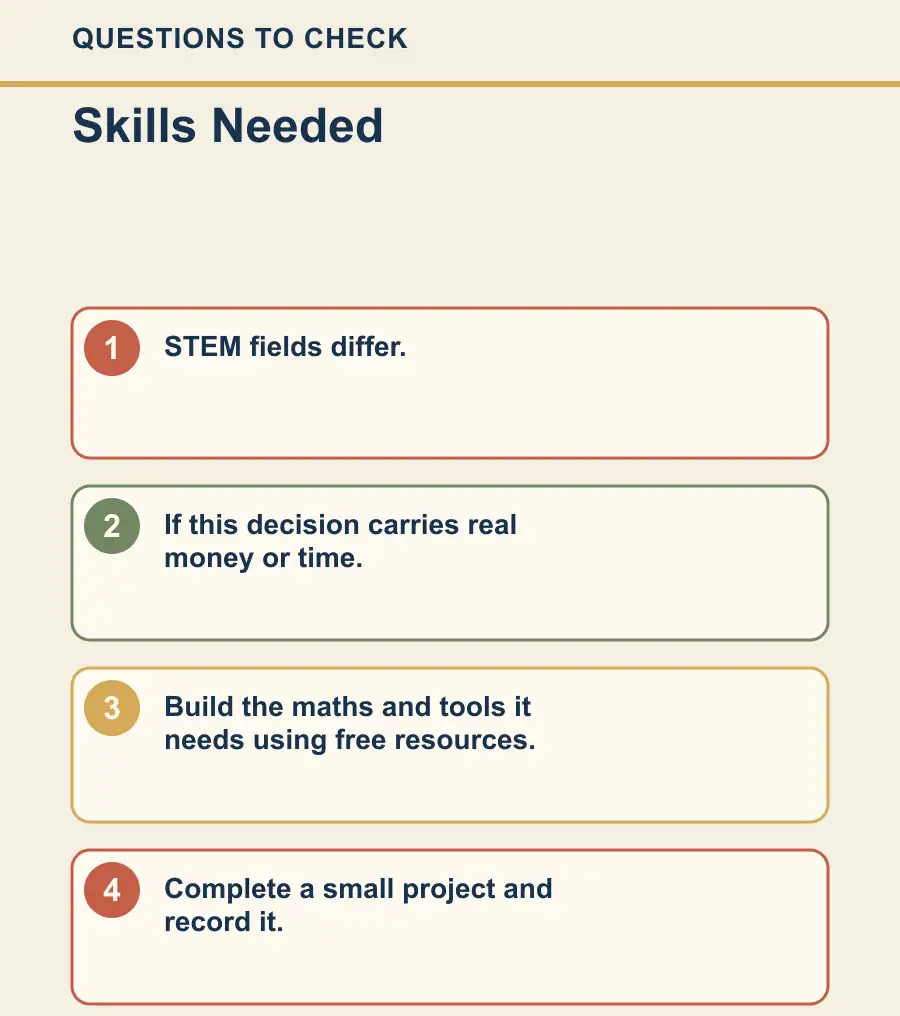 QUESTIONS TO CHECK
Skills Needed
1
STEM fields differ.
2
If this decision carries real
money or time.
3
Build the maths and tools it
needs using free resources.
4
Complete a small project and
record it.